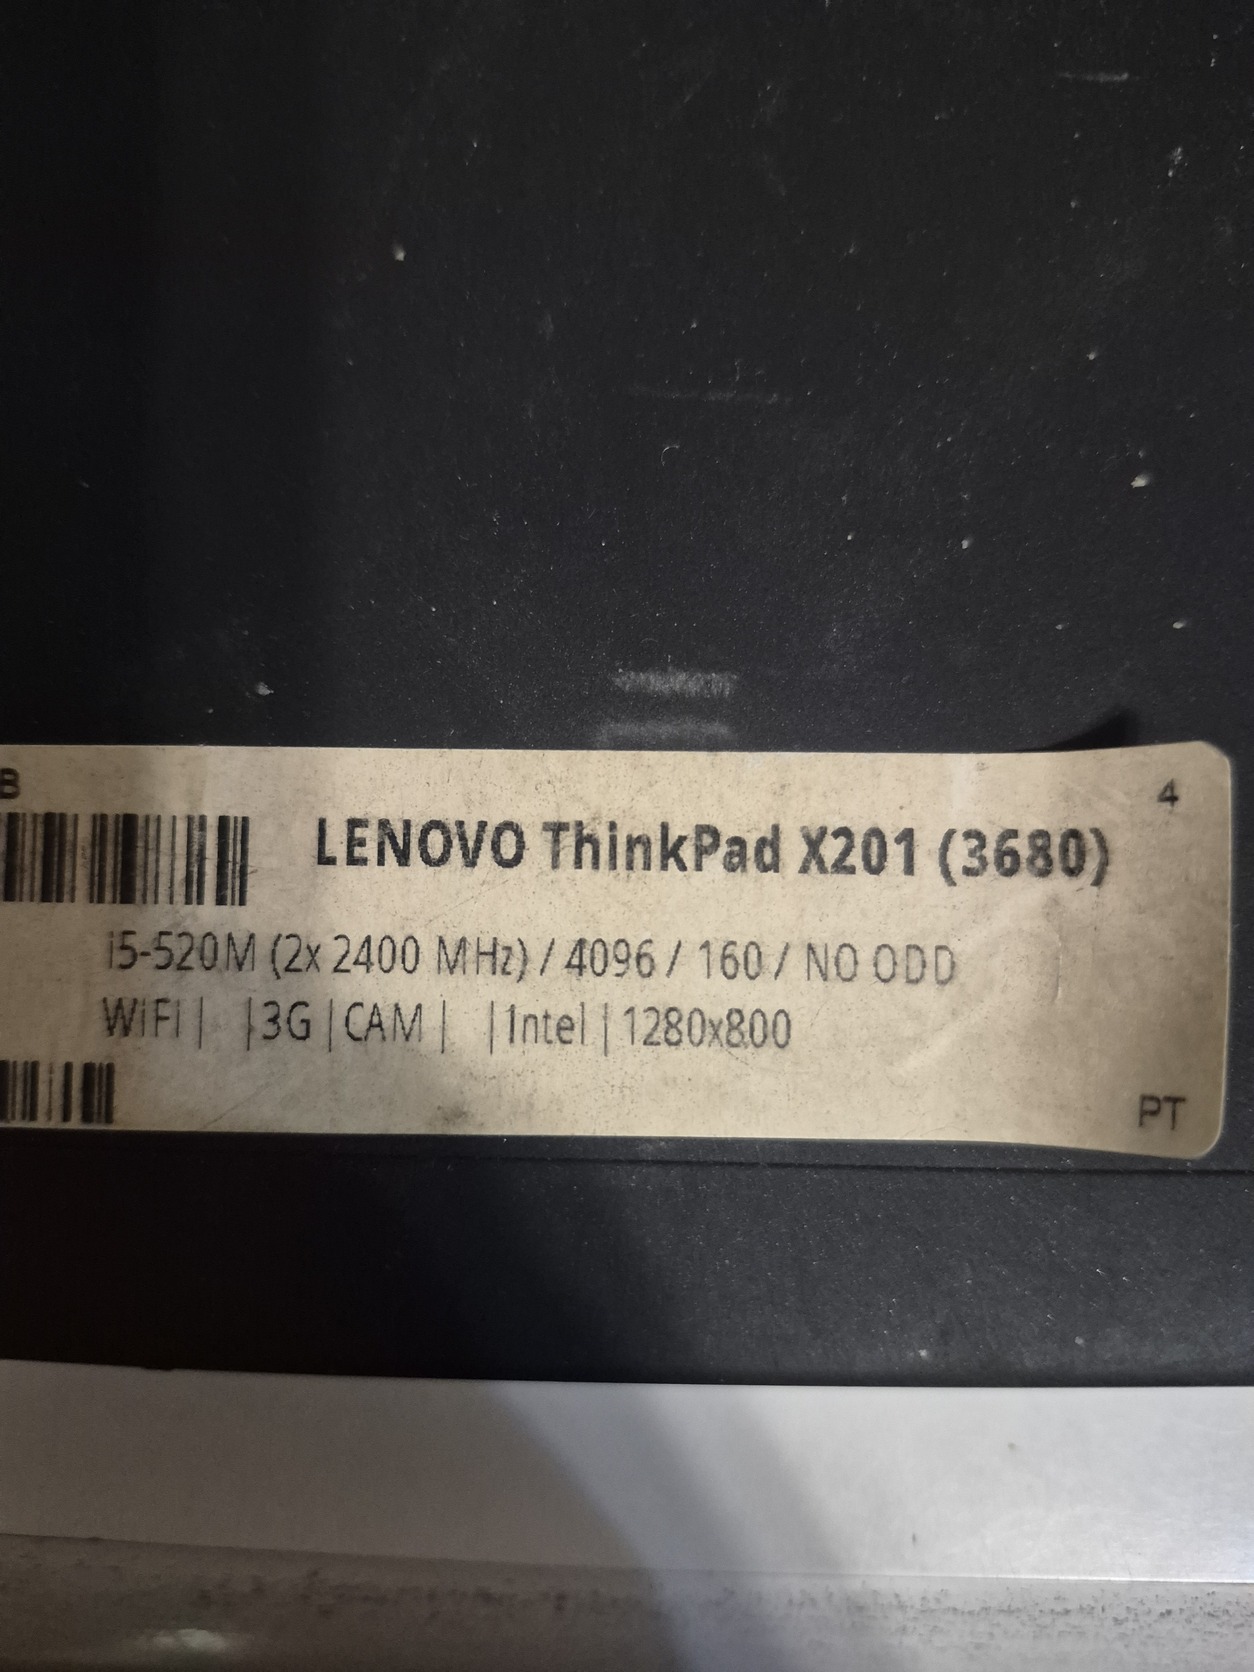 B
4
LENOVO ThinkPad X201 (3680)
i5-520M (2x 2400 MHz) / 4096 / 160 / NO ODD
WiFi | | 3G | CAM | | Intel | 1280x800
PT